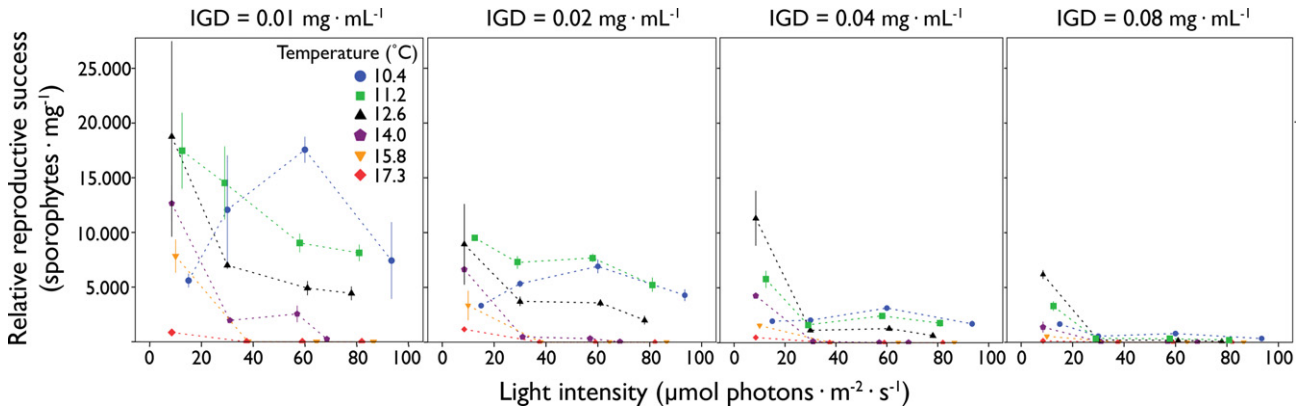 IGD = 0.01 mg · mL⁻¹
IGD = 0.02 mg · mL⁻¹
IGD = 0.04 mg · mL⁻¹
IGD = 0.08 mg · mL⁻¹
Relative reproductive success
(sporophytes · mg⁻¹)
25.000
20.000
15.000
10.000
5.000
Temperature (°C)
10.4
11.2
12.6
14.0
15.8
17.3
0 20 40 60 80 100
0 20 40 60 80 100
0 20 40 60 80 100
0 20 40 60 80 100
Light intensity (μmol photons · m⁻² · s⁻¹)